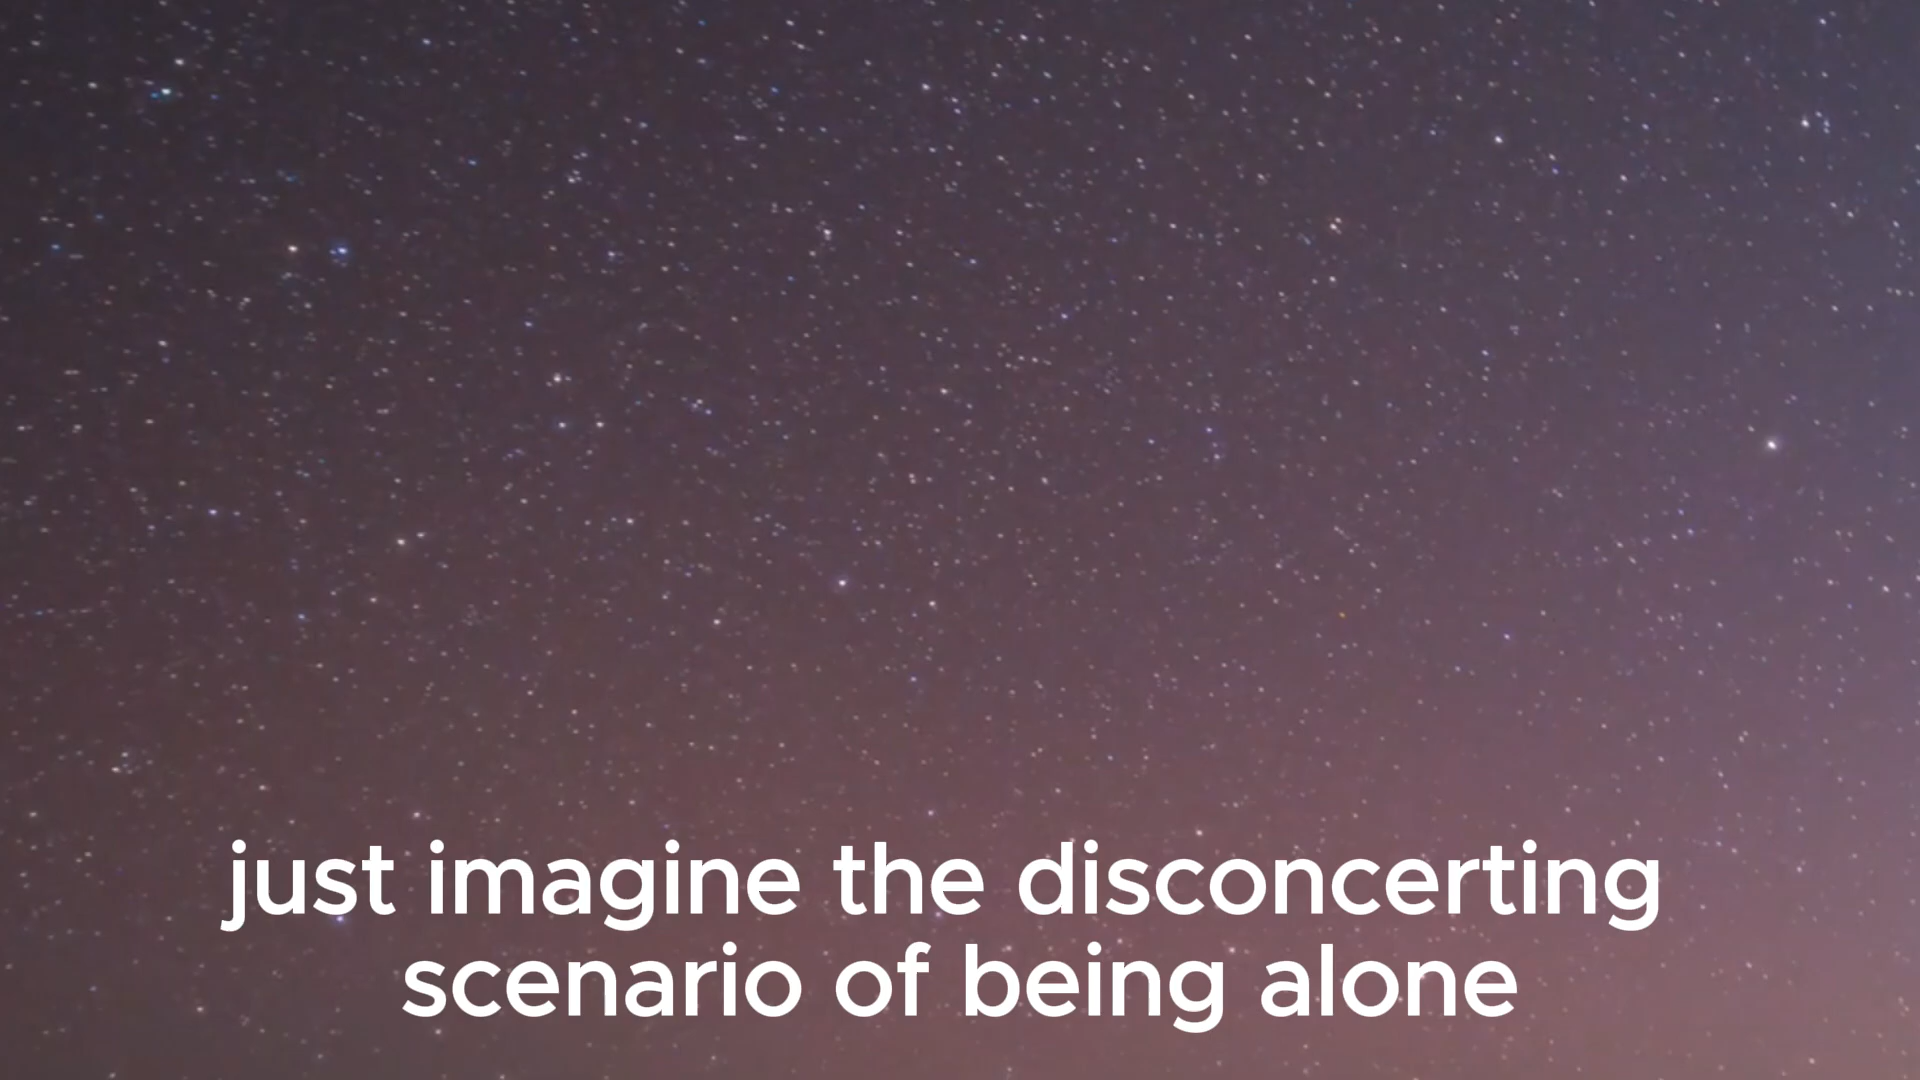 just imagine the disconcerting
scenario of being alone